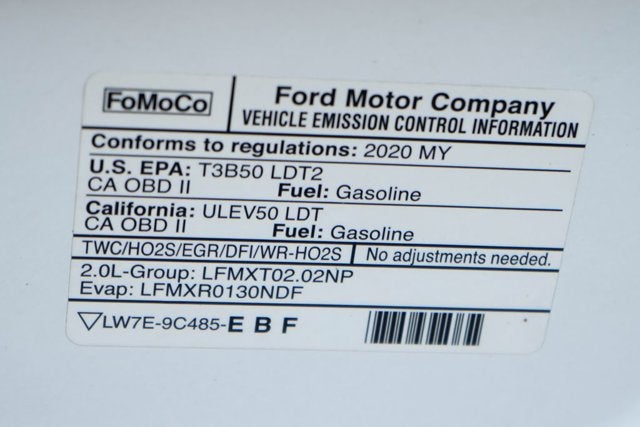 FoMoCo
Ford Motor Company
VEHICLE EMISSION CONTROL INFORMATION
Conforms to regulations: 2020 MY
U.S. EPA: T3B50 LDT2
CA OBD II Fuel: Gasoline
California: ULEV50 LDT
CA OBD II Fuel: Gasoline
TWC/HO2S/EGR/DFI/WR-HO2S No adjustments needed.
2.0L-Group: LFMXT02.02NP
Evap: LFMXR0130NDF
LW7E-9C485-E B F